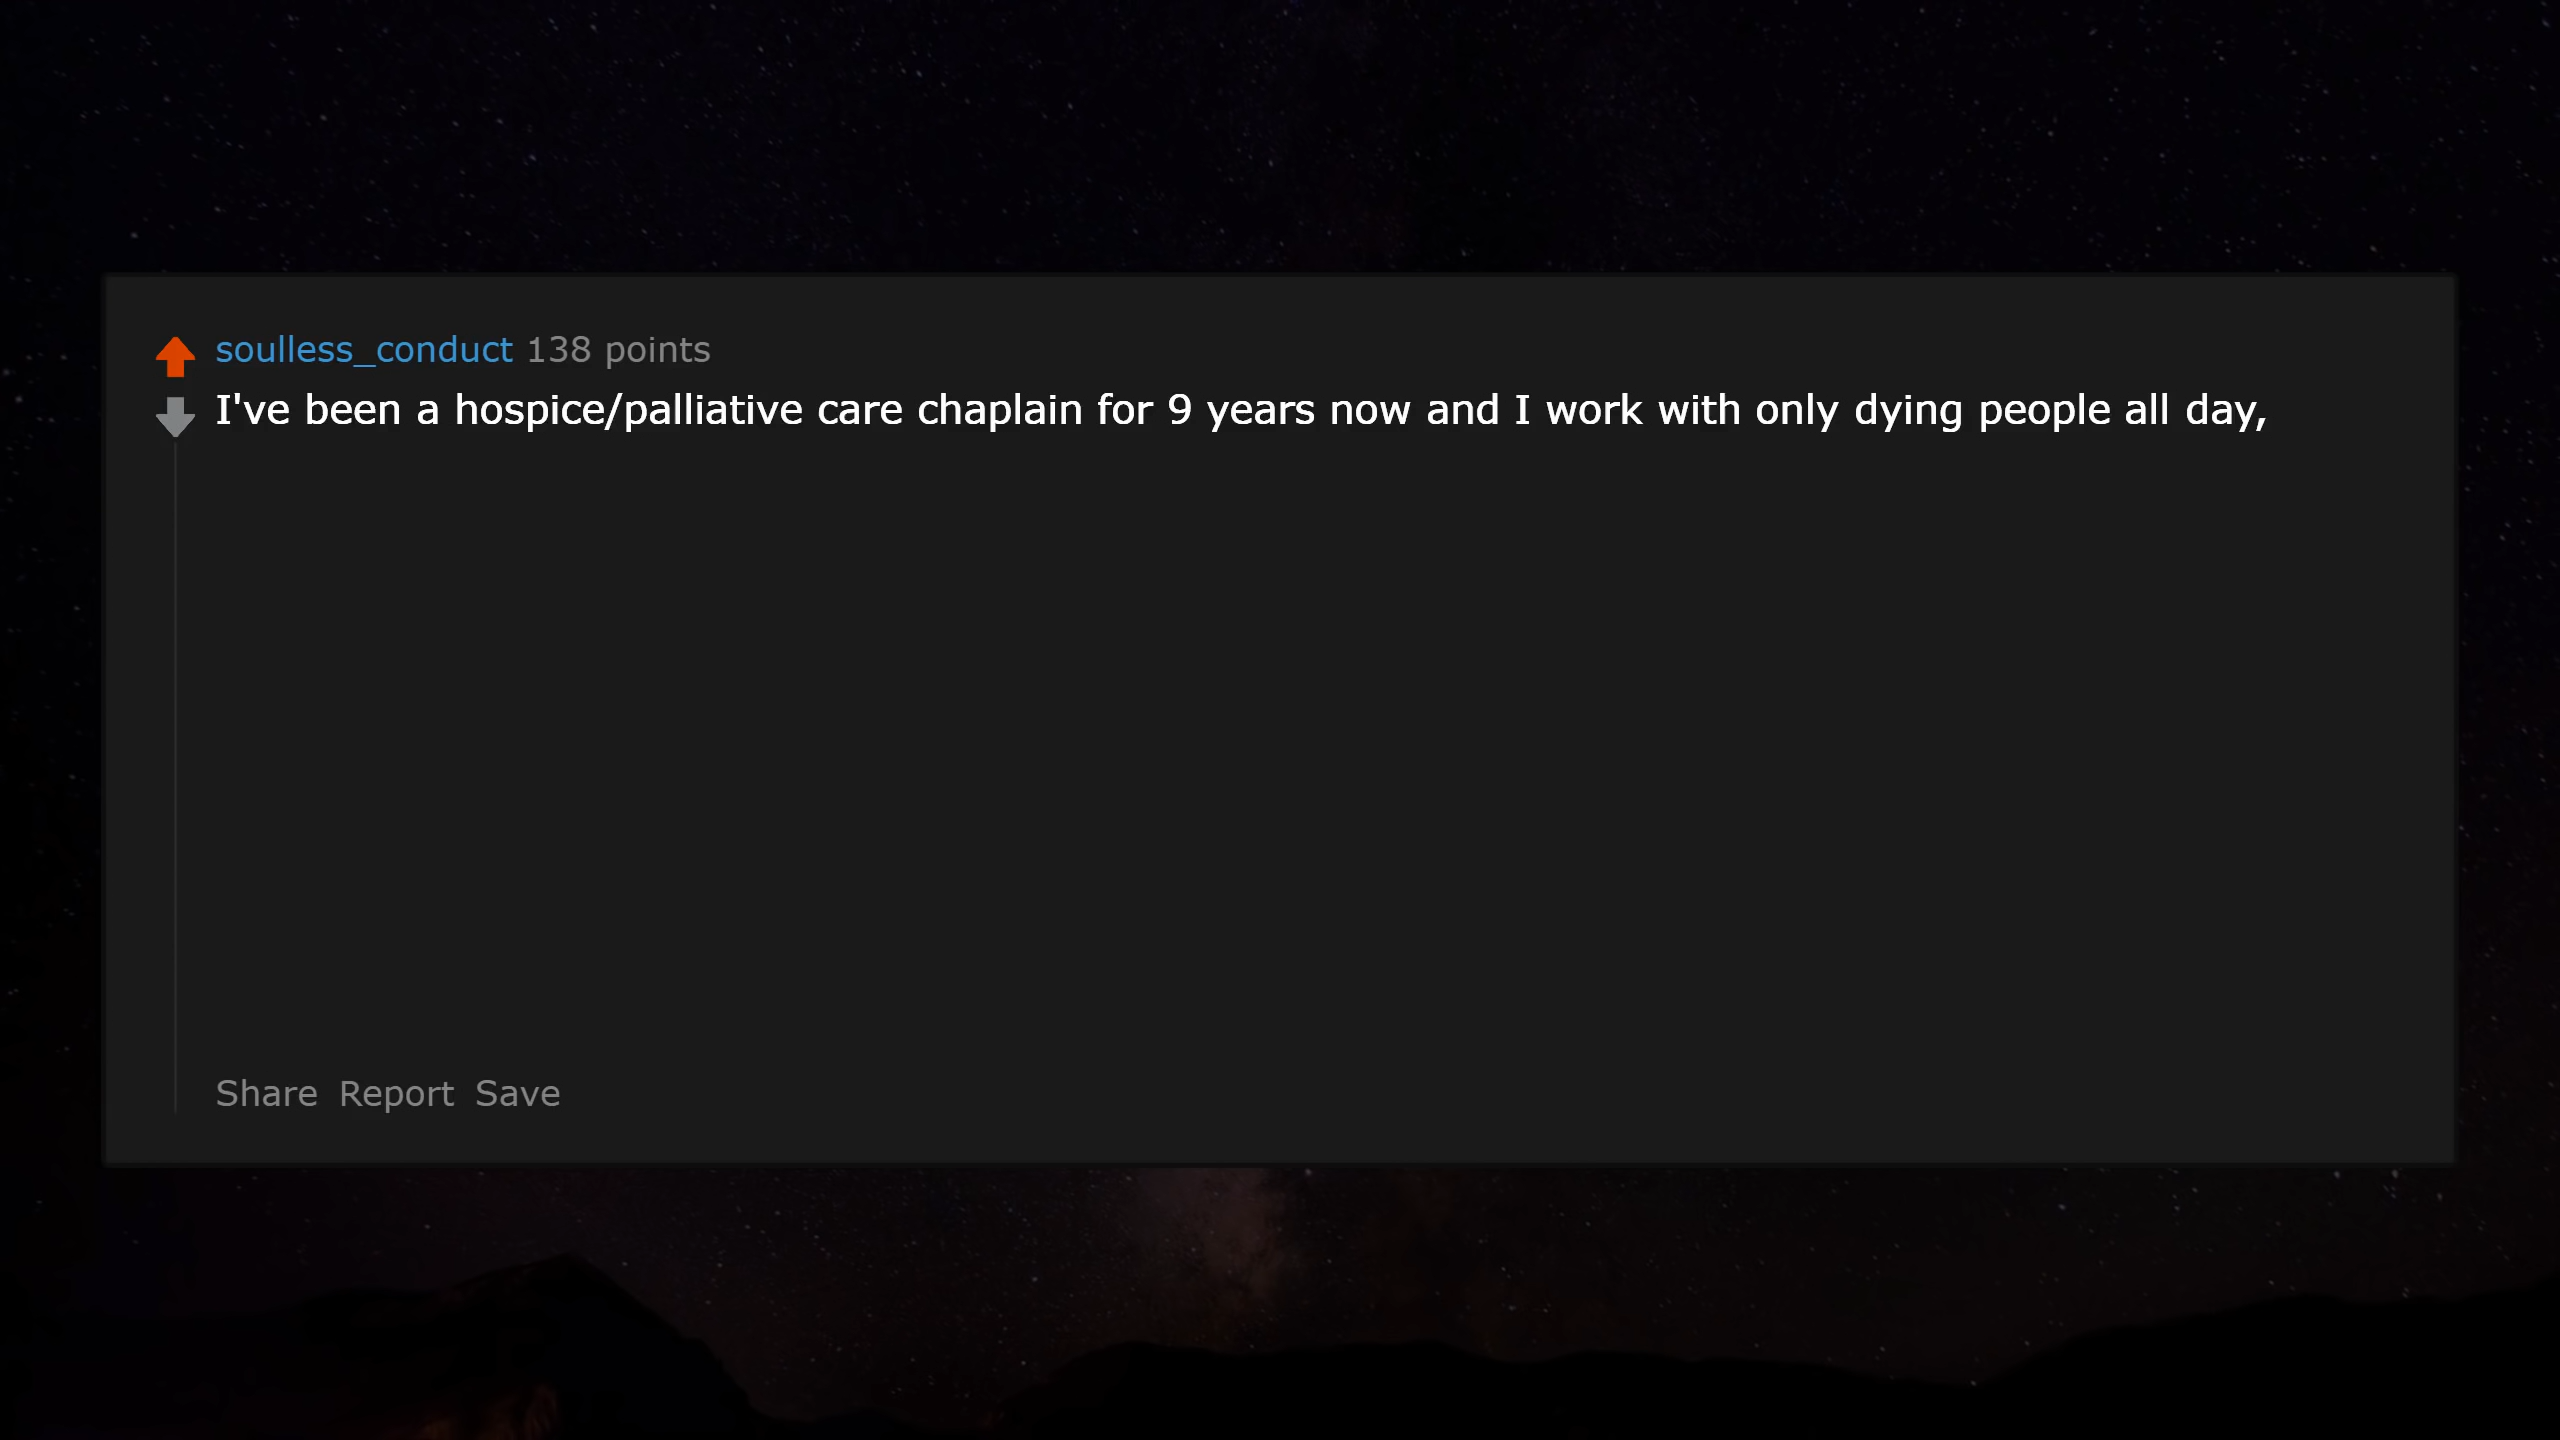 soulless_conduct 138 points
I've been a hospice/palliative care chaplain for 9 years now and I work with only dying people all day,
Share Report Save